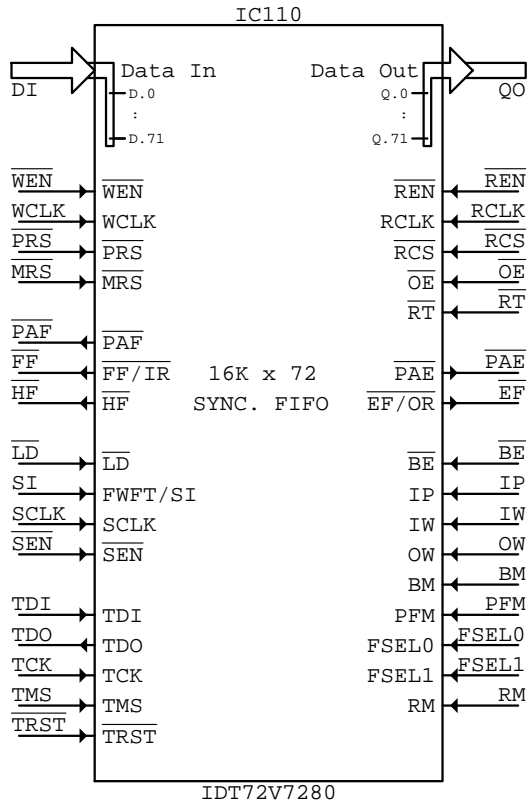 IC110
Data In Data Out
DI D.0 Q.0 QO
: :
D.71 Q.71
WEN WEN REN REN
WCLK WCLK RCLK RCLK
PRS PRS RCS RCS
MRS MRS OE OE
RT RT
PAF PAF
FF FF/IR 16K x 72 PAE PAE
HF HF SYNC. FIFO EF/OR EF
LD LD BE BE
SI FWFT/SI IP IP
SCLK SCLK IW IW
SEN SEN OW OW
BM BM
TDI TDI PFM PFM
TDO TDO FSEL0 FSEL0
TCK TCK FSEL1 FSEL1
TMS TMS RM RM
TRST TRST
IDT72V7280